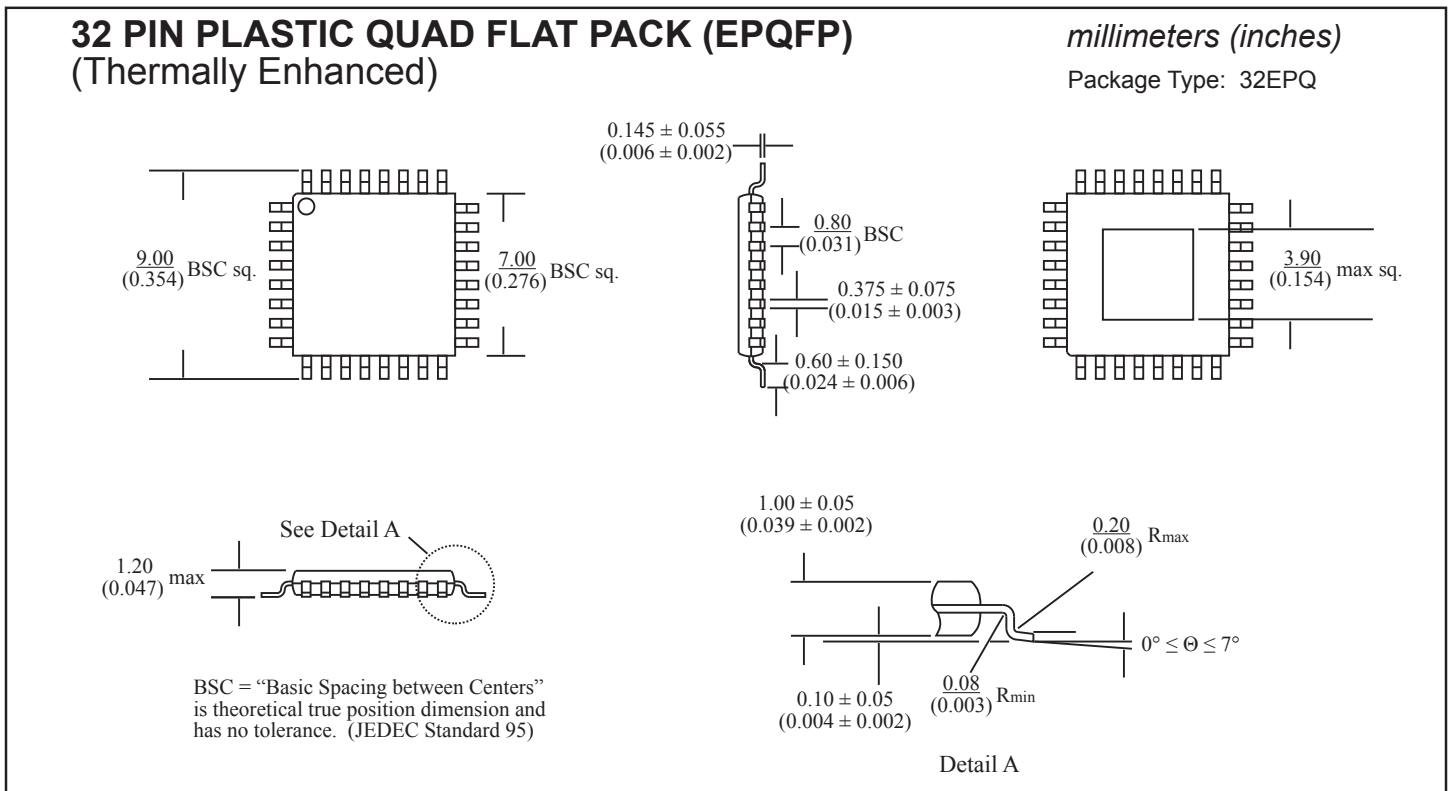 32 PIN PLASTIC QUAD FLAT PACK (EPQFP)
(Thermally Enhanced)
millimeters (inches)
Package Type: 32EPQ
0.145 ± 0.055
(0.006 ± 0.002)
9.00
(0.354) BSC sq.
7.00
(0.276) BSC sq.
0.80
(0.031) BSC
0.375 ± 0.075
(0.015 ± 0.003)
0.60 ± 0.150
(0.024 ± 0.006)
3.90
(0.154) max sq.
See Detail A
1.20
(0.047) max
BSC = “Basic Spacing between Centers”
is theoretical true position dimension and
has no tolerance. (JEDEC Standard 95)
1.00 ± 0.05
(0.039 ± 0.002)
0.20
(0.008) Rmax
0° ≤ Θ ≤ 7°
0.10 ± 0.05
(0.004 ± 0.002)
0.08
(0.003) Rmin
Detail A